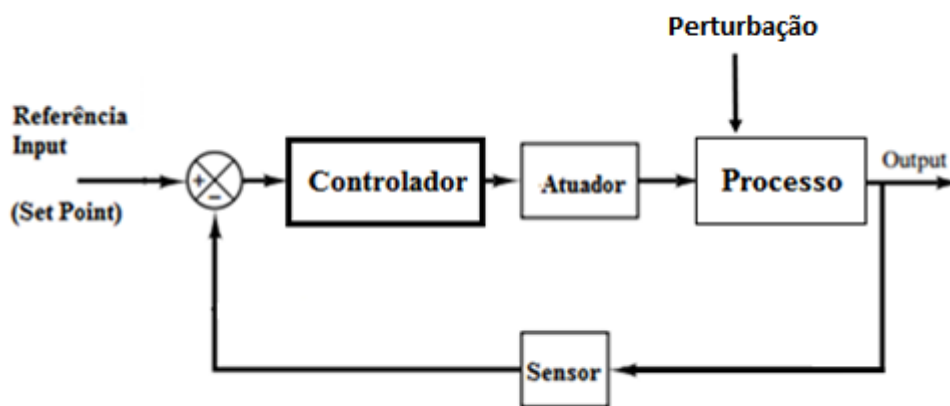 Perturbação
Referência
Input
(Set Point)
+
−
Controlador
Atuador
Processo
Output
Sensor